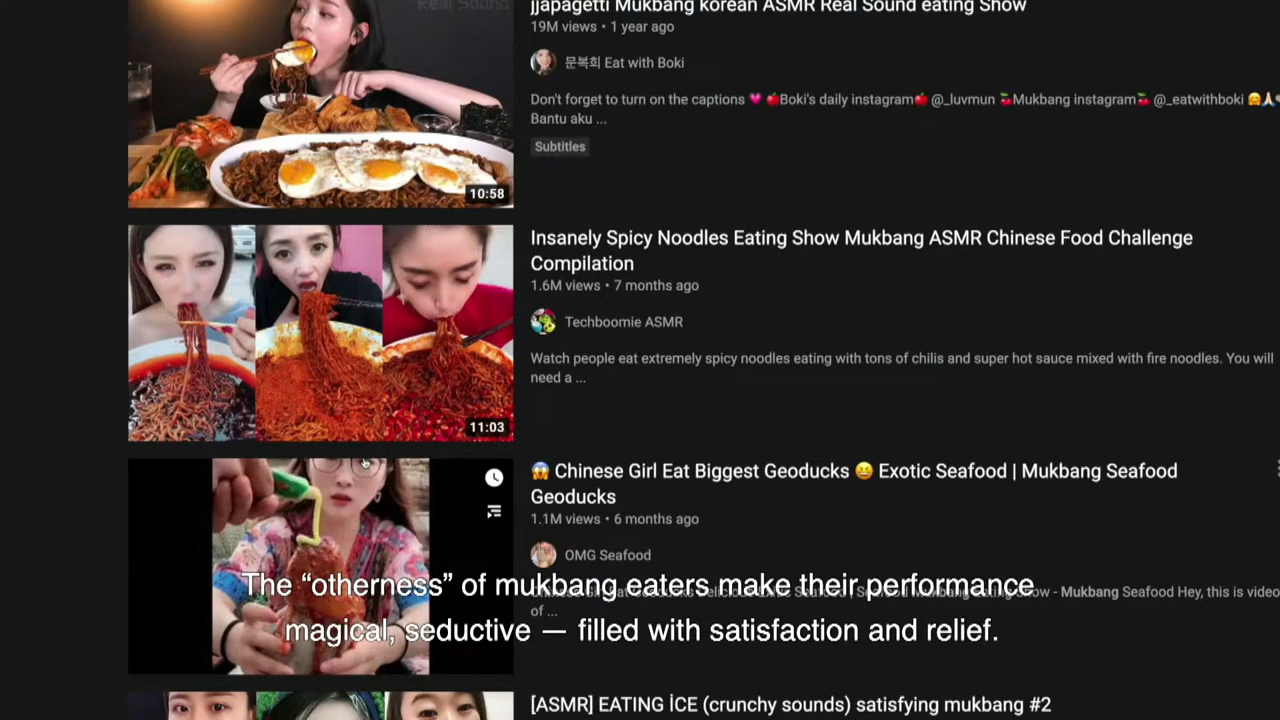 Real Sound
jjapagetti Mukbang korean ASMR Real Sound eating Show
19M views • 1 year ago
문복희 Eat with Boki
Don't forget to turn on the captions 💗 🍎Boki's daily instagram🍎 @_luvmun 🍒Mukbang instagram🍒 @_eatwithboki 🤗🙏
Bantu aku ...
Subtitles
10:58
Insanely Spicy Noodles Eating Show Mukbang ASMR Chinese Food Challenge
Compilation
1.6M views • 7 months ago
Techboomie ASMR
Watch people eat extremely spicy noodles eating with tons of chilis and super hot sauce mixed with fire noodles. You will
need a ...
11:03
😱 Chinese Girl Eat Biggest Geoducks 😆 Exotic Seafood | Mukbang Seafood
Geoducks
1.1M views • 6 months ago
OMG Seafood
The “otherness” of mukbang eaters make their performance
magical, seductive — filled with satisfaction and relief.
- Mukbang Seafood Hey, this is video
of ...
[ASMR] EATING İCE (crunchy sounds) satisfying mukbang #2